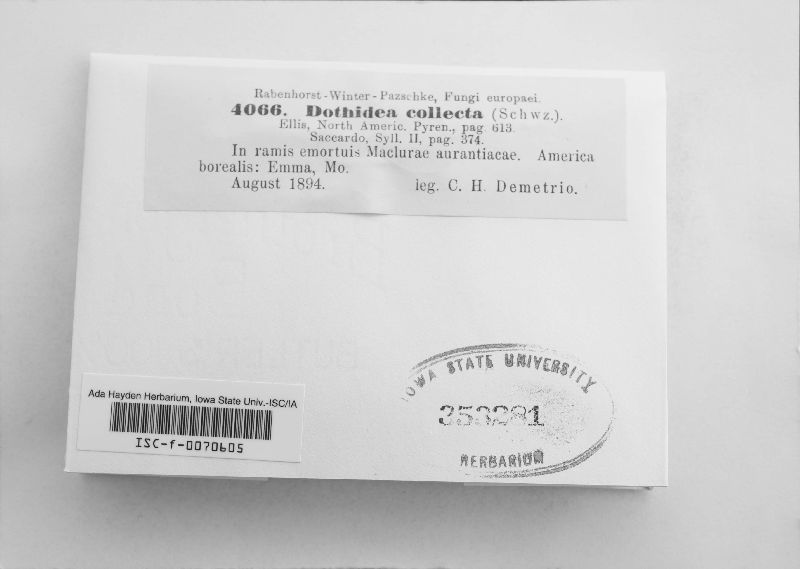 Rabenhorst-Winter-Pazschke, Fungi europaei.
4066. Dothidea collecta (Schwz.).
Ellis, North Americ. Pyren., pag. 613.
Saccardo, Syll. II, pag. 374.
In ramis emortuis Maclurae aurantiacae. America
borealis: Emma, Mo.
August 1894. leg. C. H. Demetrio.
IOWA STATE UNIVERSITY
HERBARIUM
Ada Hayden Herbarium, Iowa State Univ.-ISC/IA
ISC-f-0070605